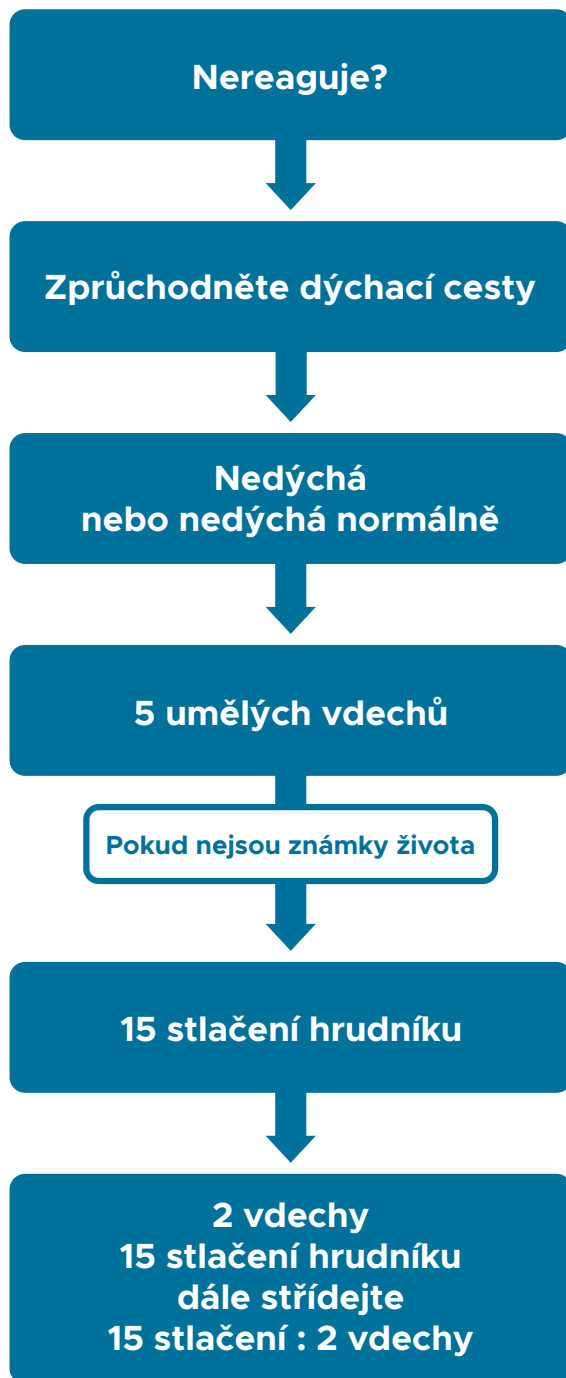 Nereaguje?
Zprůchodněte dýchací cesty
Nedýchá
nebo nedýchá normálně
5 umělých vdechů
Pokud nejsou známky života
15 stlačení hrudníku
2 vdechy
15 stlačení hrudníku
dále střídejte
15 stlačení : 2 vdechy